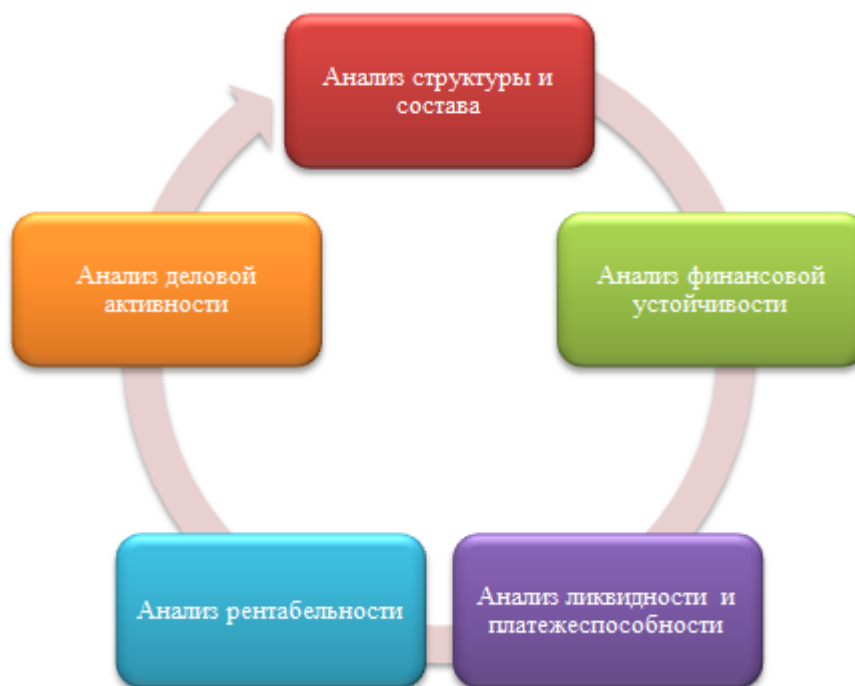 Анализ структуры и
состава
Анализ финансовой
устойчивости
Анализ ликвидности и
платежеспособности
Анализ рентабельности
Анализ деловой
активности